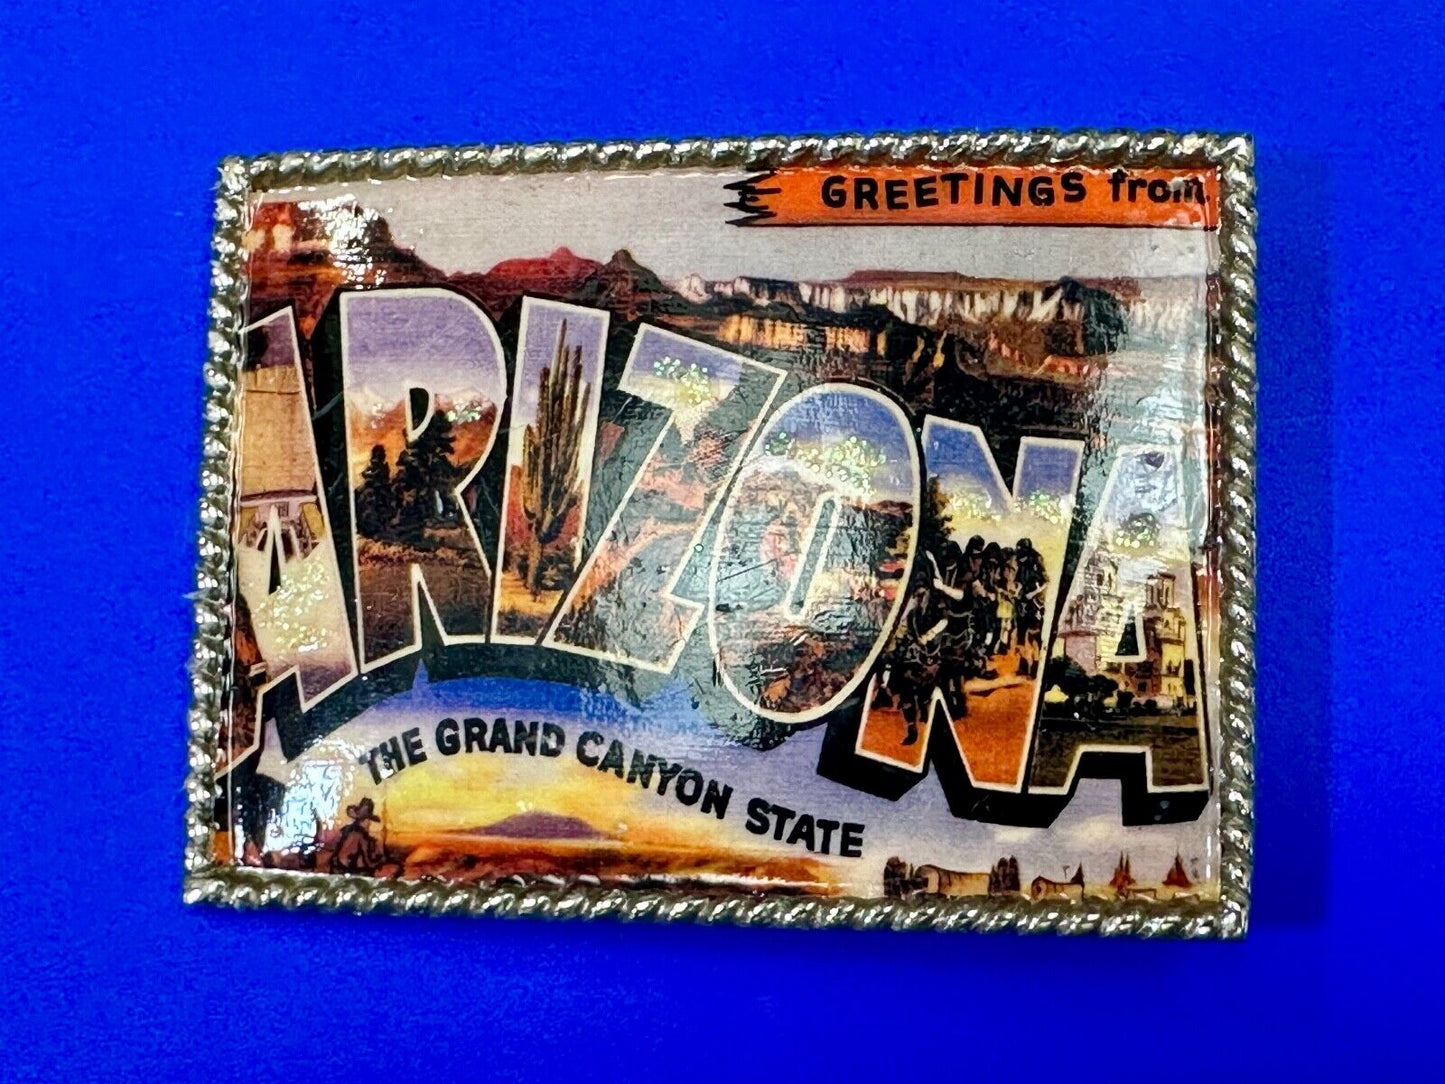 GREETINGS from
ARIZONA
THE GRAND CANYON STATE